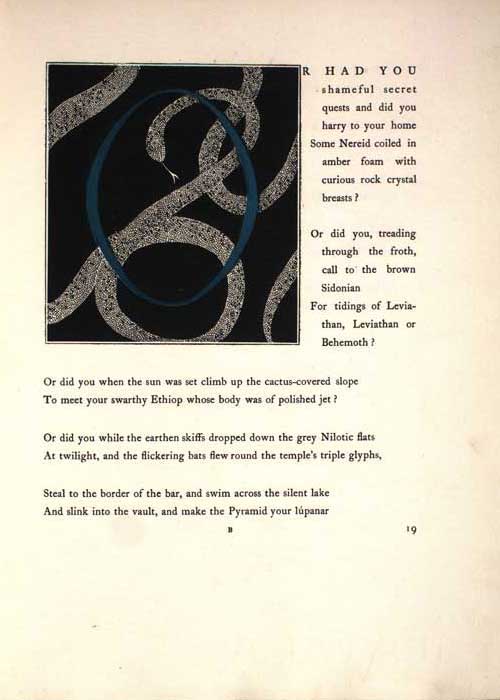 OR HAD YOU
shameful secret
quests and did you
harry to your home
Some Nereid coiled in
amber foam with
curious rock crystal
breasts?
Or did you, treading
through the froth,
call to the brown
Sidonian
For tidings of Levia-
than, Leviathan or
Behemoth?
Or did you when the sun was set climb up the cactus-covered slope
To meet your swarthy Ethiop whose body was of polished jet?
Or did you while the earthen skiffs dropped down the grey Nilotic flats
At twilight, and the flickering bats flew round the temple's triple glyphs,
Steal to the border of the bar, and swim across the silent lake
And slink into the vault, and make the Pyramid your lúpanar
B 19